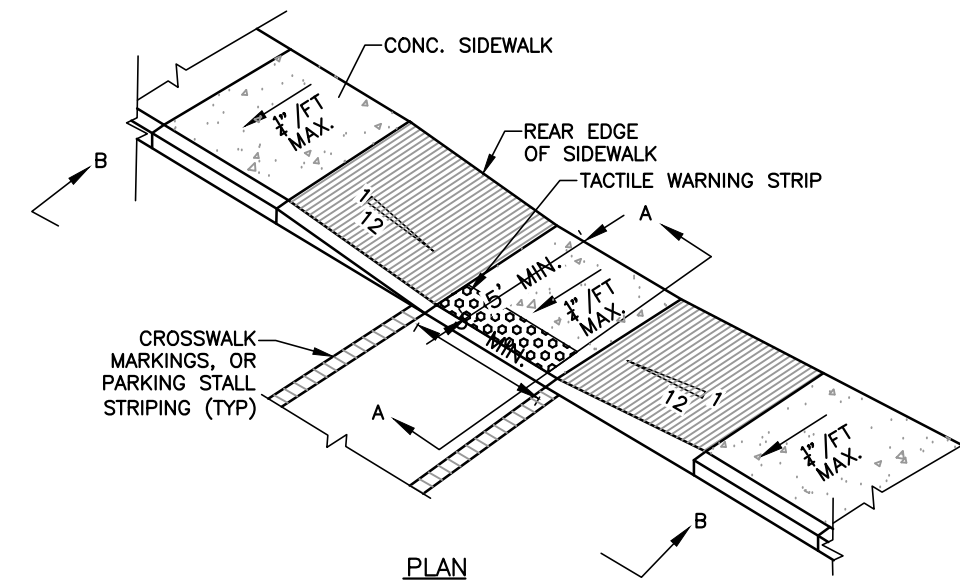 CONC. SIDEWALK
1/4" /FT
MAX.
B
REAR EDGE
OF SIDEWALK
TACTILE WARNING STRIP
A
1
12
5' MIN.
1/4" /FT
MAX.
MIN.
CROSSWALK
MARKINGS, OR
PARKING STALL
STRIPING (TYP)
A
12
1
1/4" /FT
MAX.
B
PLAN